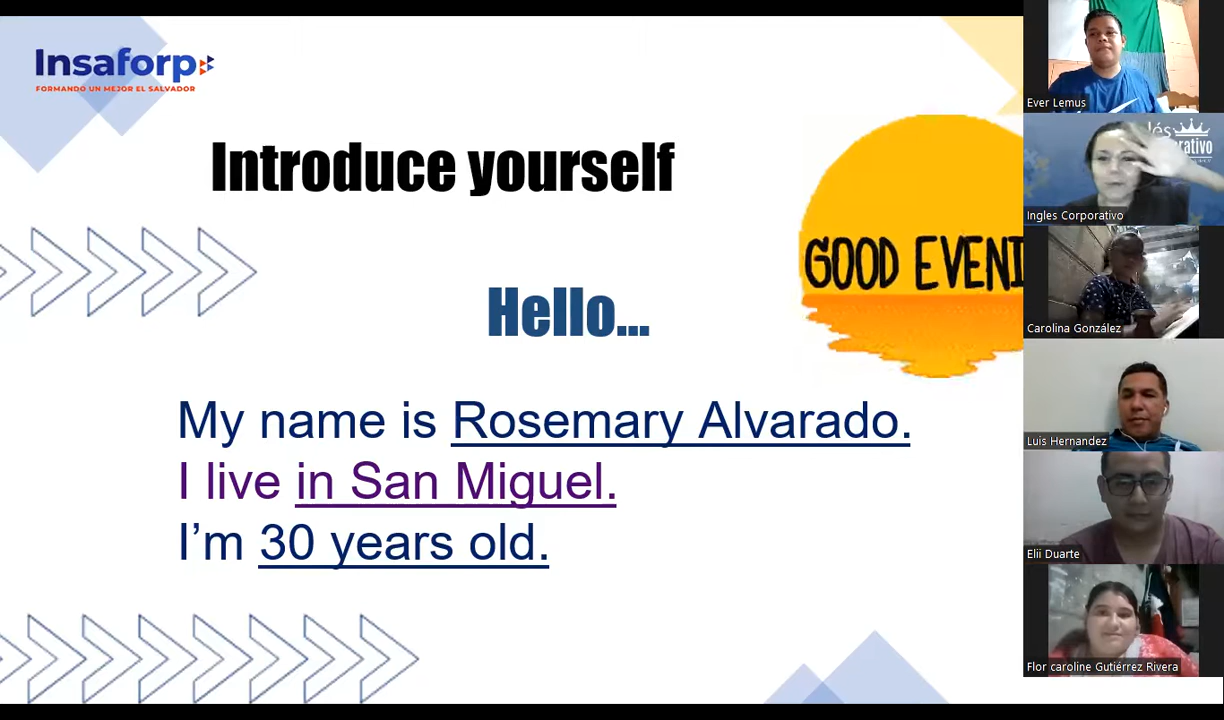 Insaforp
FORMANDO UN MEJOR EL SALVADOR
Introduce yourself
GOOD EVENI
Hello...
My name is Rosemary Alvarado.
I live in San Miguel.
I'm 30 years old.
Ever Lemus
Ingles Corporativo
Carolina González
Luis Hernandez
Elii Duarte
Flor caroline Gutiérrez Rivera